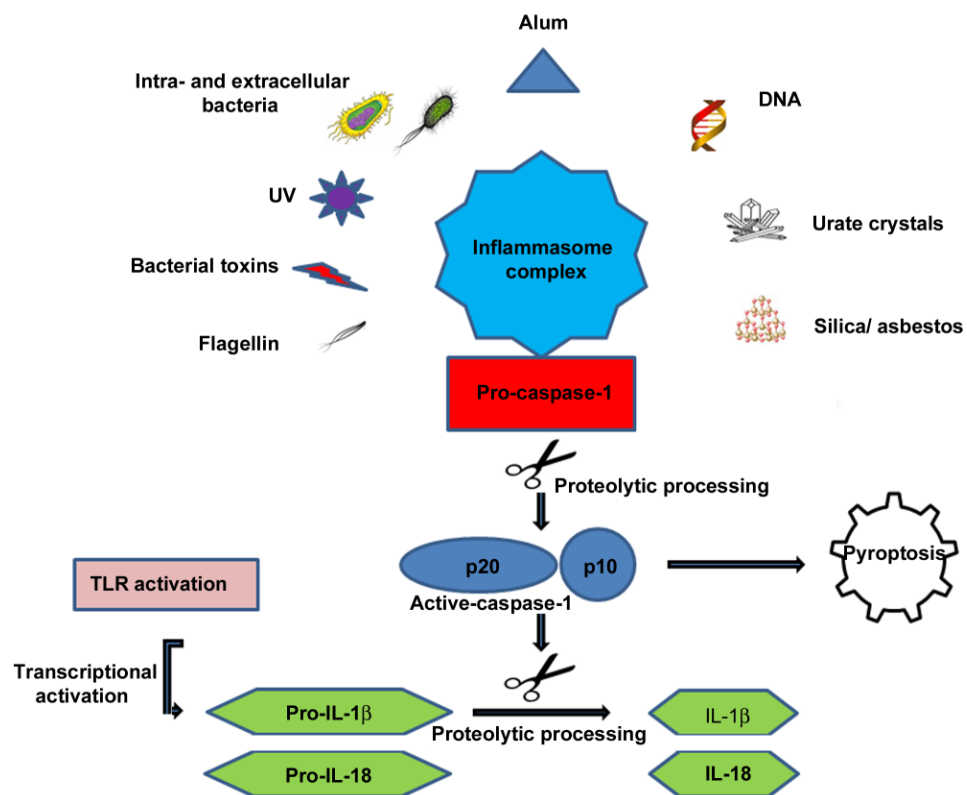 Alum
Intra- and extracellular
bacteria
DNA
UV
Urate crystals
Inflammasome
complex
Bacterial toxins
Silica/ asbestos
Flagellin
Pro-caspase-1
Proteolytic processing
p20
p10
Pyroptosis
Active-caspase-1
TLR activation
Transcriptional
activation
Pro-IL-1β
IL-1β
Proteolytic processing
Pro-IL-18
IL-18